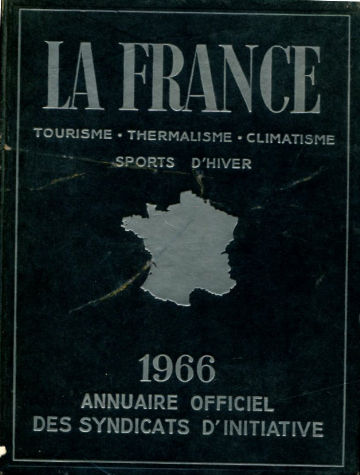 LA FRANCE
TOURISME • THERMALISME • CLIMATISME
SPORTS D'HIVER
1966
ANNUAIRE OFFICIEL
DES SYNDICATS D'INITIATIVE